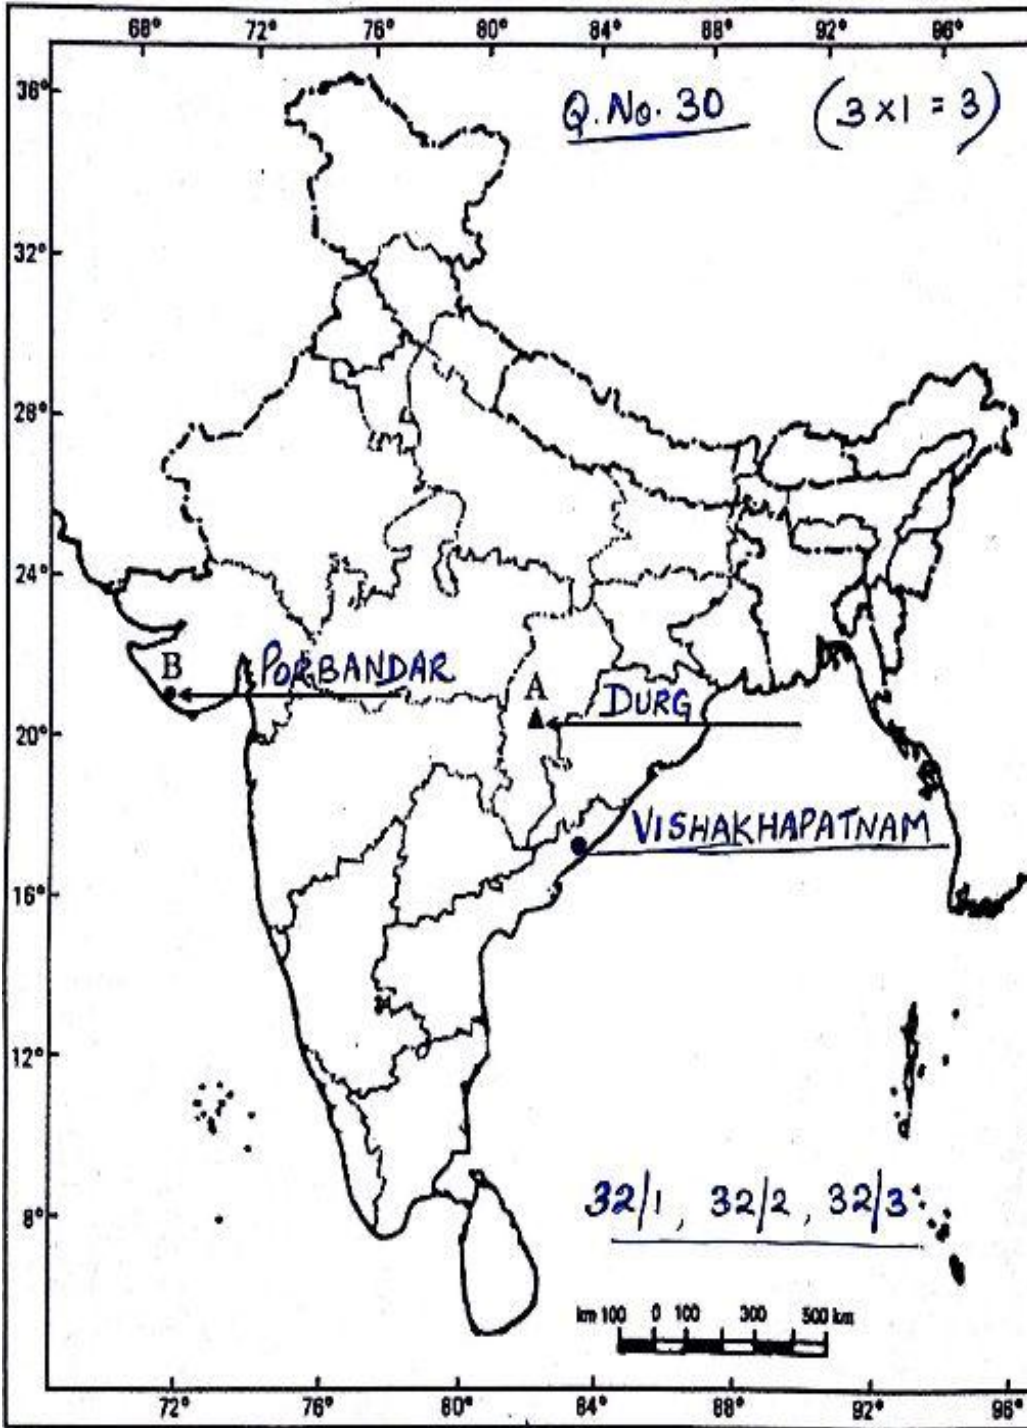 68° 72° 76° 80° 84° 88° 92° 96°
36°
Q.No. 30 (3×1=3)
32°
28°
24°
B PORBANDAR
A DURG
20°
VISHAKHAPATNAM
16°
12°
32/1, 32/2, 32/3
8°
km 100 0 100 300 500 km
72° 76° 80° 84° 88° 92° 96°